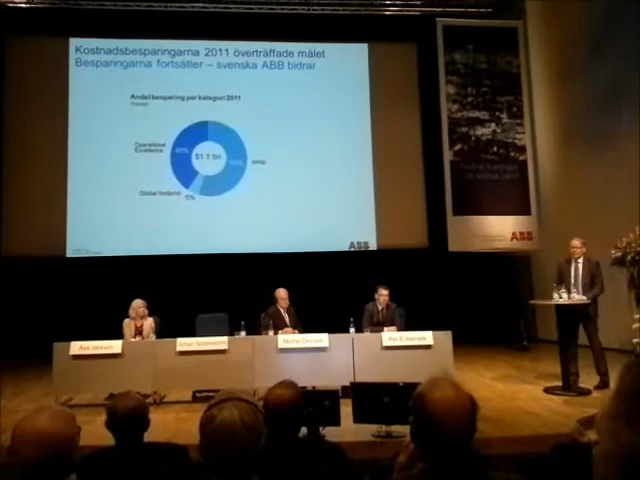 Kostnadsbesparingarna 2011 överträffade målet
Besparingarna fortsätter – svenska ABB bidrar
Andel besparing per kategori 2011
Operational
Excellence
$1.1 bn
Global footprint
5%
ABB
ABB
Åsa Jackson
Johan Söderström
Michel Demaré
Per Eckemark